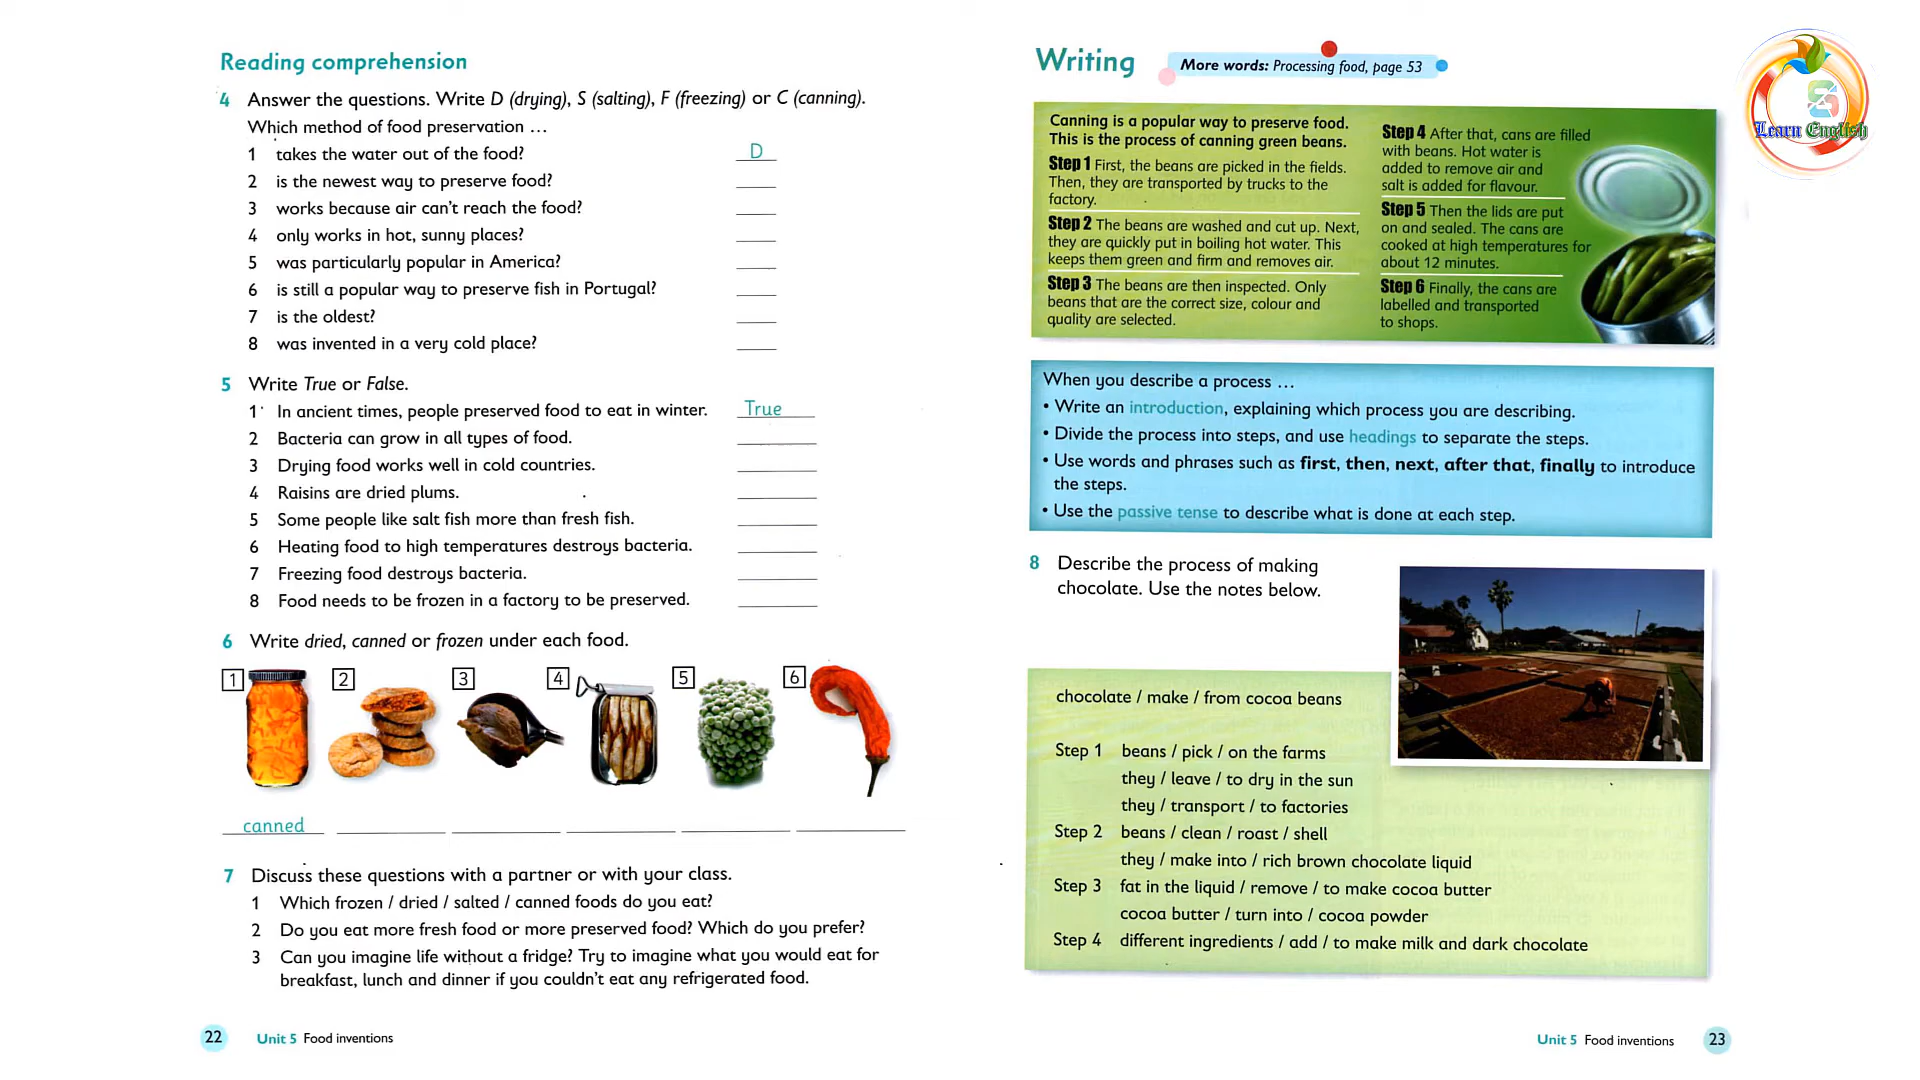 Reading comprehension
4 Answer the questions. Write D (drying), S (salting), F (freezing) or C (canning).
Which method of food preservation ...
1 takes the water out of the food? D
2 is the newest way to preserve food?
3 works because air can't reach the food?
4 only works in hot, sunny places?
5 was particularly popular in America?
6 is still a popular way to preserve fish in Portugal?
7 is the oldest?
8 was invented in a very cold place?
5 Write True or False.
1 In ancient times, people preserved food to eat in winter. True
2 Bacteria can grow in all types of food.
3 Drying food works well in cold countries.
4 Raisins are dried plums.
5 Some people like salt fish more than fresh fish.
6 Heating food to high temperatures destroys bacteria.
7 Freezing food destroys bacteria.
8 Food needs to be frozen in a factory to be preserved.
6 Write dried, canned or frozen under each food.
1 2 3 4 5 6
canned
7 Discuss these questions with a partner or with your class.
1 Which frozen / dried / salted / canned foods do you eat?
2 Do you eat more fresh food or more preserved food? Which do you prefer?
3 Can you imagine life without a fridge? Try to imagine what you would eat for
breakfast, lunch and dinner if you couldn't eat any refrigerated food.
22 Unit 5 Food inventions
Writing
More words: Processing food, page 53
Canning is a popular way to preserve food.
This is the process of canning green beans.
Step 1 First, the beans are picked in the fields.
Then, they are transported by trucks to the
factory.
Step 2 The beans are washed and cut up. Next,
they are quickly put in boiling hot water. This
keeps them green and firm and removes air.
Step 3 The beans are then inspected. Only
beans that are the correct size, colour and
quality are selected.
Step 4 After that, cans are filled
with beans. Hot water is
added to remove air and
salt is added for flavour.
Step 5 Then the lids are put
on and sealed. The cans are
cooked at high temperatures for
about 12 minutes.
Step 6 Finally, the cans are
labelled and transported
to shops.
When you describe a process ...
• Write an introduction, explaining which process you are describing.
• Divide the process into steps, and use headings to separate the steps.
• Use words and phrases such as first, then, next, after that, finally to introduce
the steps.
• Use the passive tense to describe what is done at each step.
8 Describe the process of making
chocolate. Use the notes below.
chocolate / make / from cocoa beans
Step 1 beans / pick / on the farms
they / leave / to dry in the sun
they / transport / to factories
Step 2 beans / clean / roast / shell
they / make into / rich brown chocolate liquid
Step 3 fat in the liquid / remove / to make cocoa butter
cocoa butter / turn into / cocoa powder
Step 4 different ingredients / add / to make milk and dark chocolate
Unit 5 Food inventions 23
Learn English